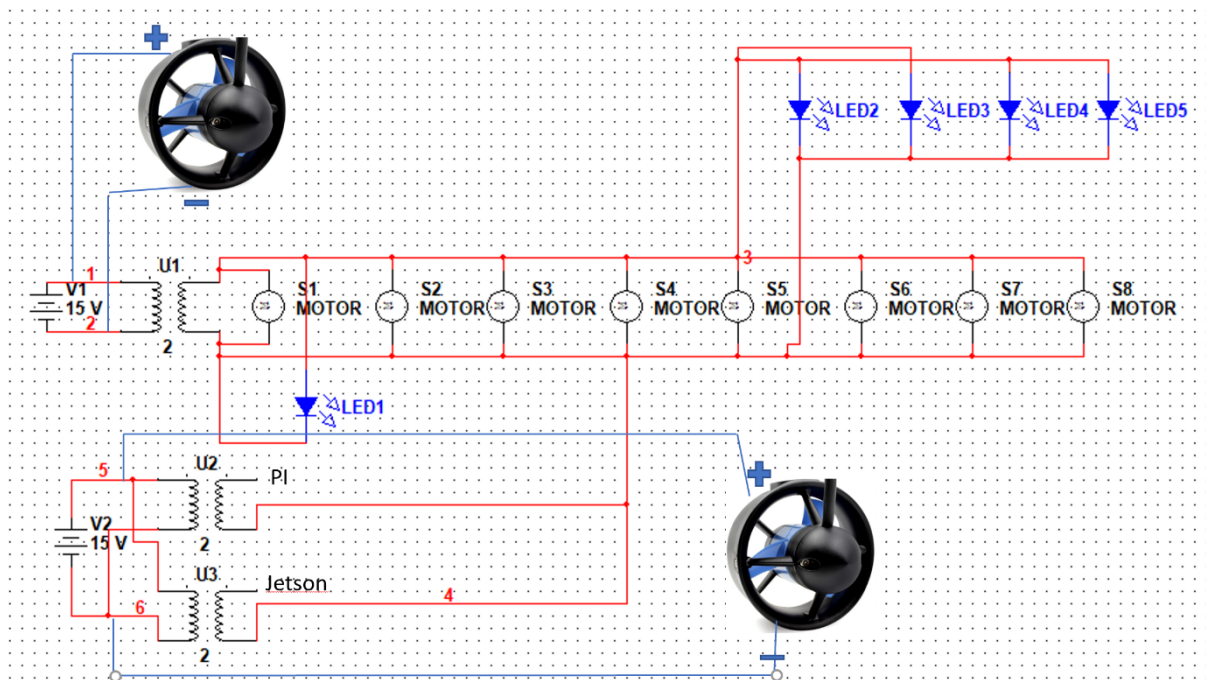 LED2
LED3
LED4
LED5
3
U1
1
V1
15 V
2
2
S1
MOTOR
S2
MOTOR
S3
MOTOR
S4
MOTOR
S5
MOTOR
S6
MOTOR
S7
MOTOR
S8
MOTOR
LED1
U2
5
PI
V2
15 V
2
U3
Jetson
6
4
2